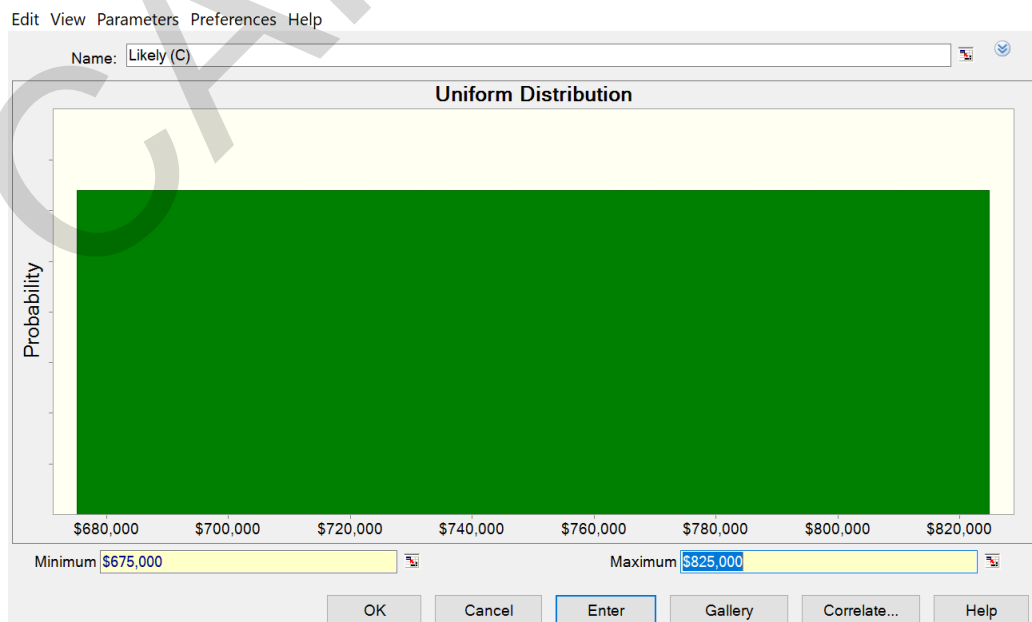 Edit View Parameters Preferences Help
Name: Likely (C)
Uniform Distribution
Probability
$680,000 $700,000 $720,000 $740,000 $760,000 $780,000 $800,000 $820,000
Minimum $675,000 Maximum $825,000
OK Cancel Enter Gallery Correlate... Help